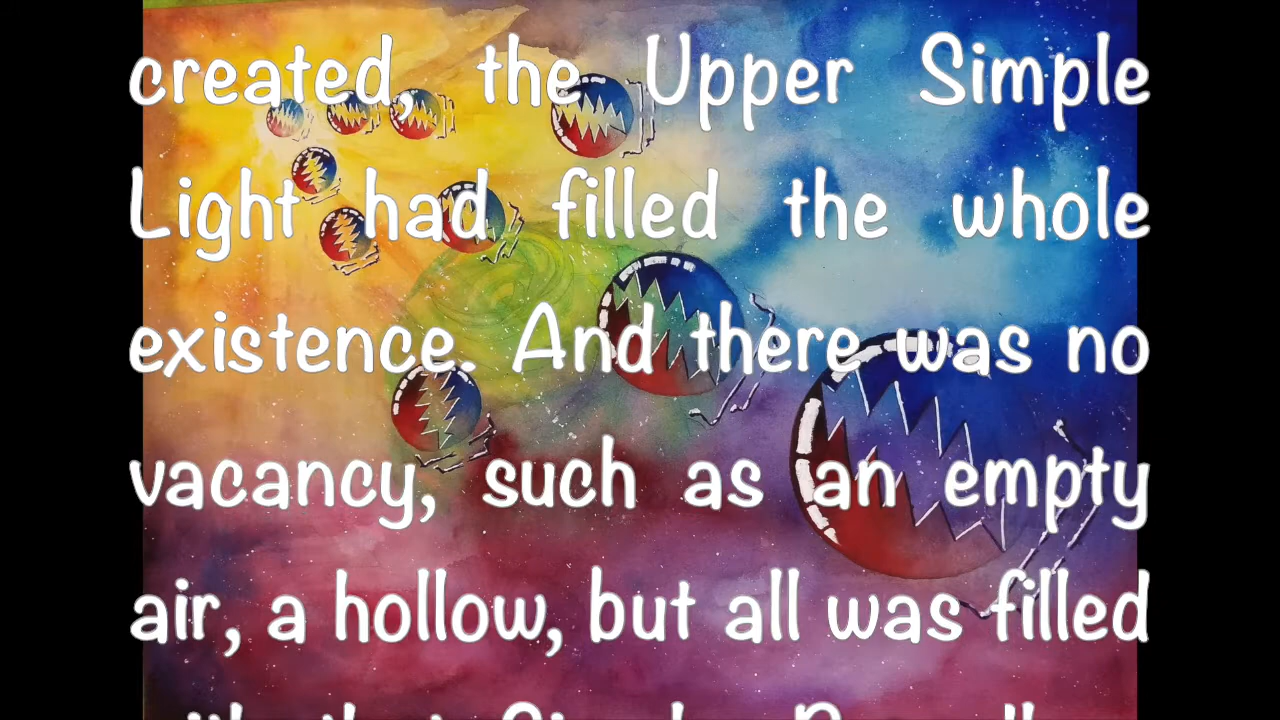 created, the Upper Simple
Light had filled the whole
existence. And there was no
vacancy, such as an empty
air, a hollow, but all was filled